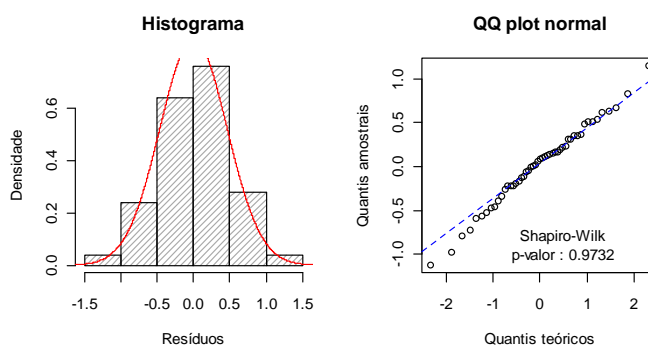 Histograma
Densidade
0.0
0.2
0.4
0.6
-1.5
-0.5
0.0
0.5
1.0
1.5
Resíduos
QQ plot normal
Quantis amostrais
-1.0
-0.5
0.0
0.5
1.0
Shapiro-Wilk
p-valor : 0.9732
-2
-1
0
1
2
Quantis teóricos